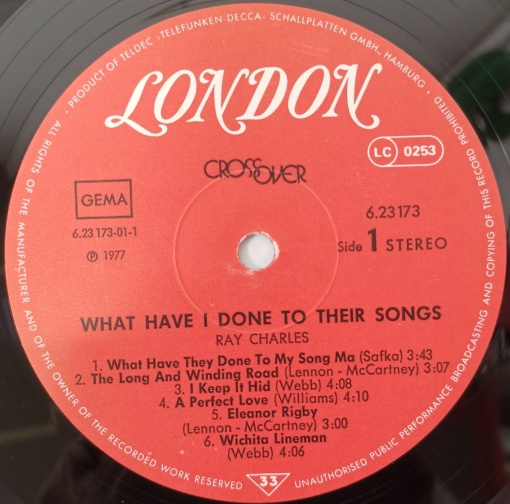 · PRODUCT OF TELDEC ·TELEFUNKEN DECCA· SCHALLPLATTEN GMBH., HAMBURG ·
LONDON
LC 0253
CROSSOVER
GEMA
6.23173
6.23 173-01-1
Side 1 STEREO
℗ 1977
WHAT HAVE I DONE TO THEIR SONGS
RAY CHARLES
1. What Have They Done To My Song Ma (Safka) 3:43
2. The Long And Winding Road (Lennon - McCartney) 3:07
3. I Keep It Hid (Webb) 4:08
4. A Perfect Love (Williams) 4:10
5. Eleanor Rigby
(Lennon - McCartney) 3:00
6. Wichita Lineman
(Webb) 4:06
33
ALL RIGHTS OF THE MANUFACTURER AND OF THE OWNER OF THE RECORDED WORK RESERVED
UNAUTHORISED PUBLIC PERFORMANCE BROADCASTING AND COPYING OF THIS RECORD PROHIBITED